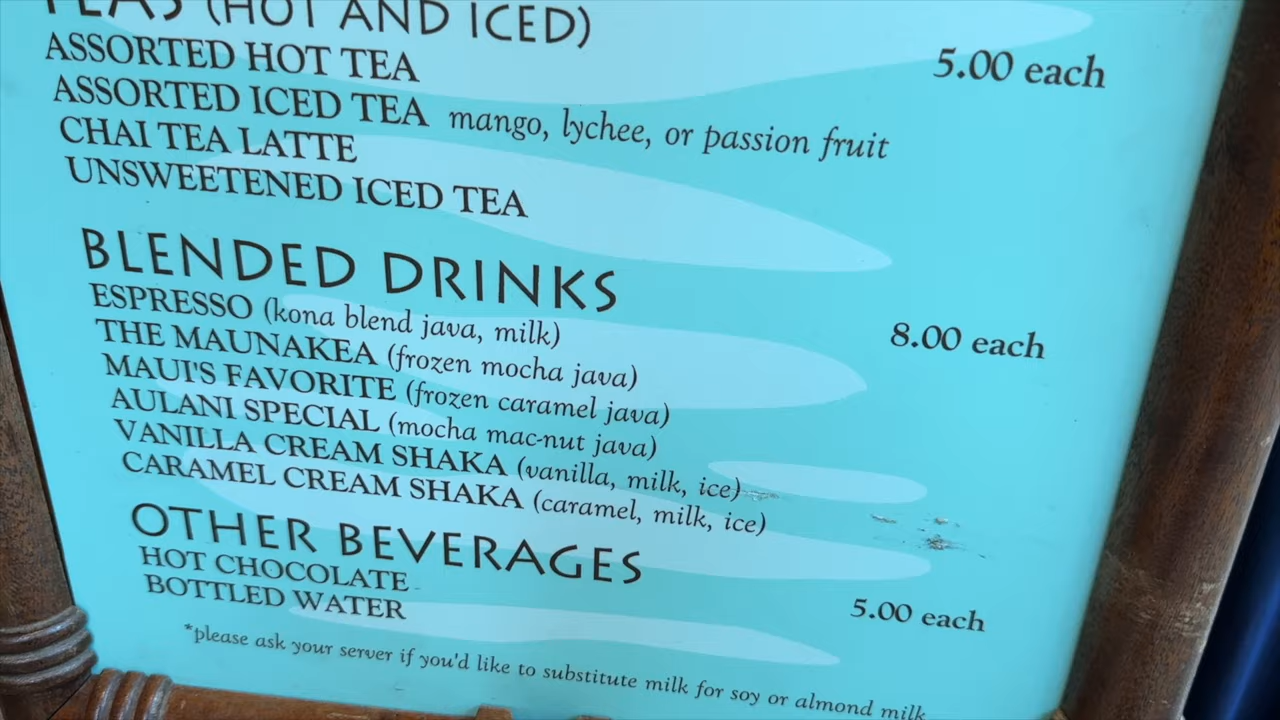 TEAS (HOT AND ICED)
5.00 each
ASSORTED HOT TEA
ASSORTED ICED TEA mango, lychee, or passion fruit
CHAI TEA LATTE
UNSWEETENED ICED TEA
BLENDED DRINKS
8.00 each
ESPRESSO (kona blend java, milk)
THE MAUNAKEA (frozen mocha java)
MAUI'S FAVORITE (frozen caramel java)
AULANI SPECIAL (mocha mac-nut java)
VANILLA CREAM SHAKA (vanilla, milk, ice)
CARAMEL CREAM SHAKA (caramel, milk, ice)
OTHER BEVERAGES
5.00 each
HOT CHOCOLATE
BOTTLED WATER
*please ask your server if you'd like to substitute milk for soy or almond milk